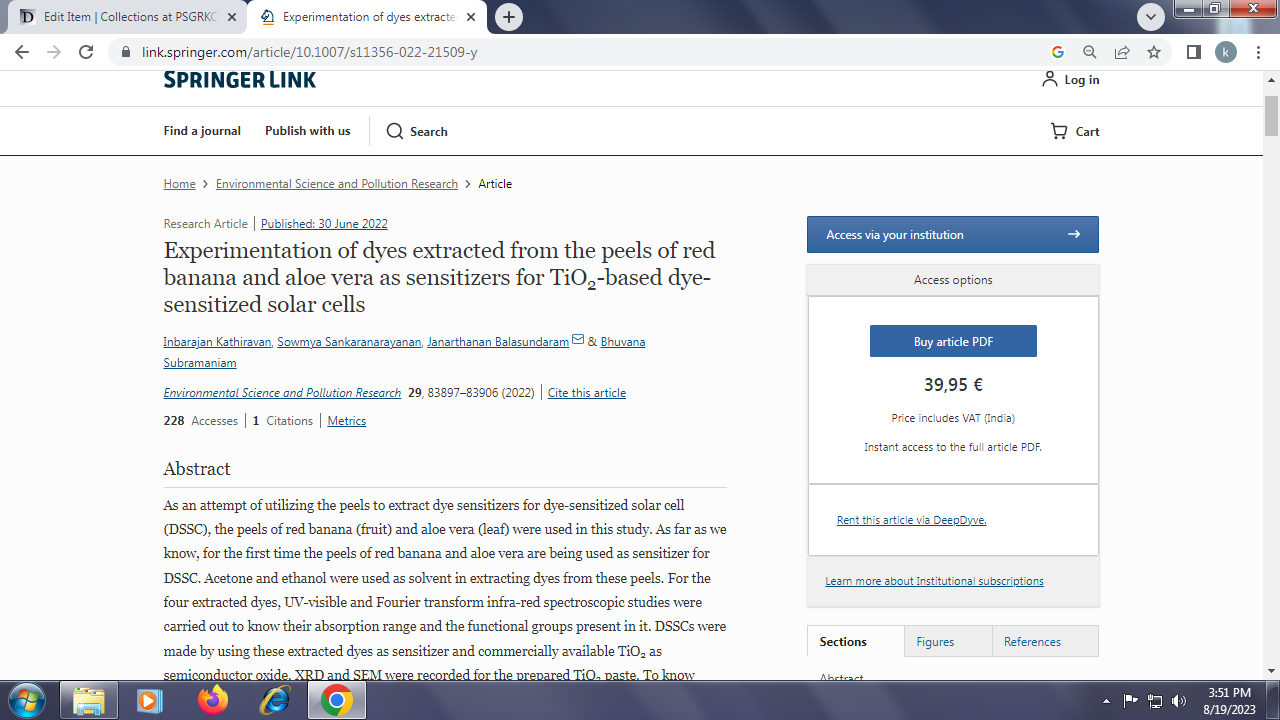 Edit Item | Collections at PSGRKC
Experimentation of dyes extracte
link.springer.com/article/10.1007/s11356-022-21509-y
k
SPRINGER LINK
Log in
Find a journal
Publish with us
Search
Cart
Home
Environmental Science and Pollution Research
Article
Research Article
Published: 30 June 2022
Experimentation of dyes extracted from the peels of red
banana and aloe vera as sensitizers for TiO₂-based dye-
sensitized solar cells
Inbarajan Kathiravan, Sowmya Sankaranarayanan, Janarthanan Balasundaram & Bhuvana
Subramaniam
Environmental Science and Pollution Research 29, 83897–83906 (2022) Cite this article
228 Accesses 1 Citations Metrics
Abstract
As an attempt of utilizing the peels to extract dye sensitizers for dye-sensitized solar cell
(DSSC), the peels of red banana (fruit) and aloe vera (leaf) were used in this study. As far as we
know, for the first time the peels of red banana and aloe vera are being used as sensitizer for
DSSC. Acetone and ethanol were used as solvent in extracting dyes from these peels. For the
four extracted dyes, UV-visible and Fourier transform infra-red spectroscopic studies were
carried out to know their absorption range and the functional groups present in it. DSSCs were
made by using these extracted dyes as sensitizer and commercially available TiO₂ as
semiconductor oxide. XRD and SEM were recorded for the prepared TiO₂ paste. To know
Access via your institution
Access options
Buy article PDF
39,95 €
Price includes VAT (India)
Instant access to the full article PDF.
Rent this article via DeepDyve.
Learn more about Institutional subscriptions
Sections
Figures
References
Abstract
3:51 PM
8/19/2023